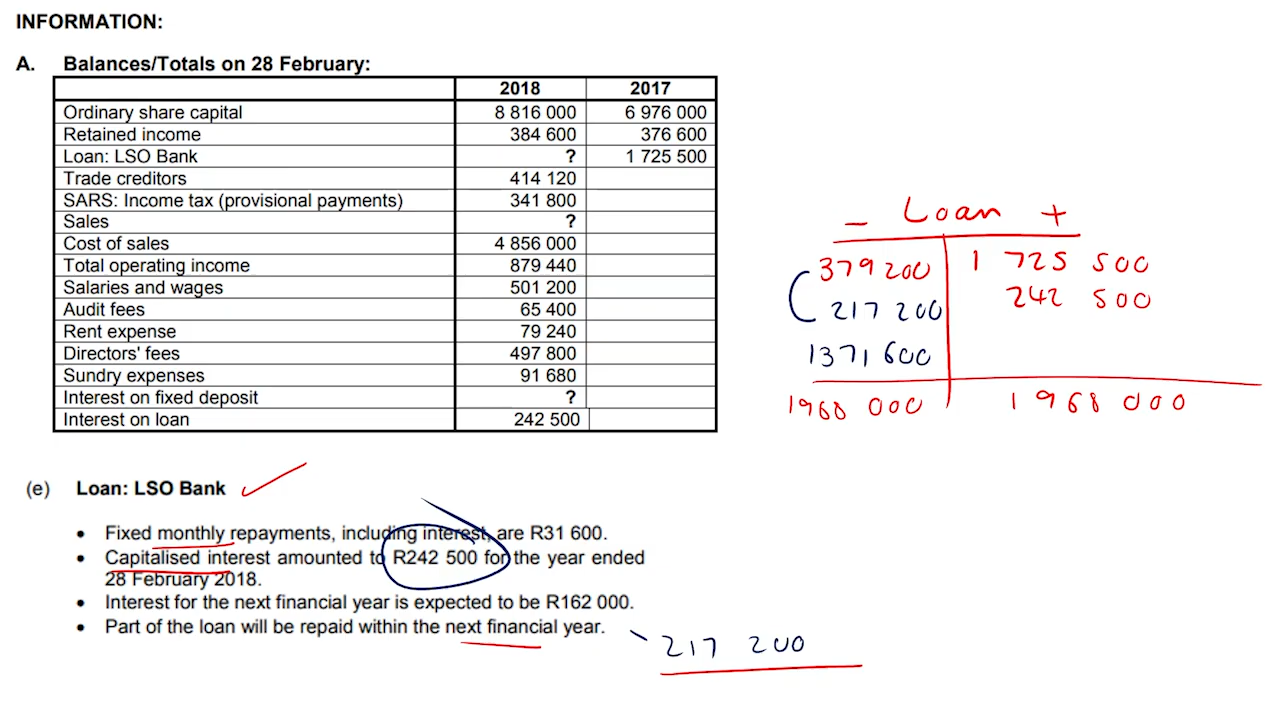 INFORMATION:
A. Balances/Totals on 28 February:
2018 2017
Ordinary share capital 8 816 000 6 976 000
Retained income 384 600 376 600
Loan: LSO Bank ? 1 725 500
Trade creditors 414 120
SARS: Income tax (provisional payments) 341 800
Sales ?
Cost of sales 4 856 000
Total operating income 879 440
Salaries and wages 501 200
Audit fees 65 400
Rent expense 79 240
Directors' fees 497 800
Sundry expenses 91 680
Interest on fixed deposit ?
Interest on loan 242 500
− Loan +
379 200 1 725 500
217 200 242 500
1371 600
1968 000 1 968 000
(e) Loan: LSO Bank
• Fixed monthly repayments, including interest, are R31 600.
• Capitalised interest amounted to R242 500 for the year ended
28 February 2018.
• Interest for the next financial year is expected to be R162 000.
• Part of the loan will be repaid within the next financial year.
217 200